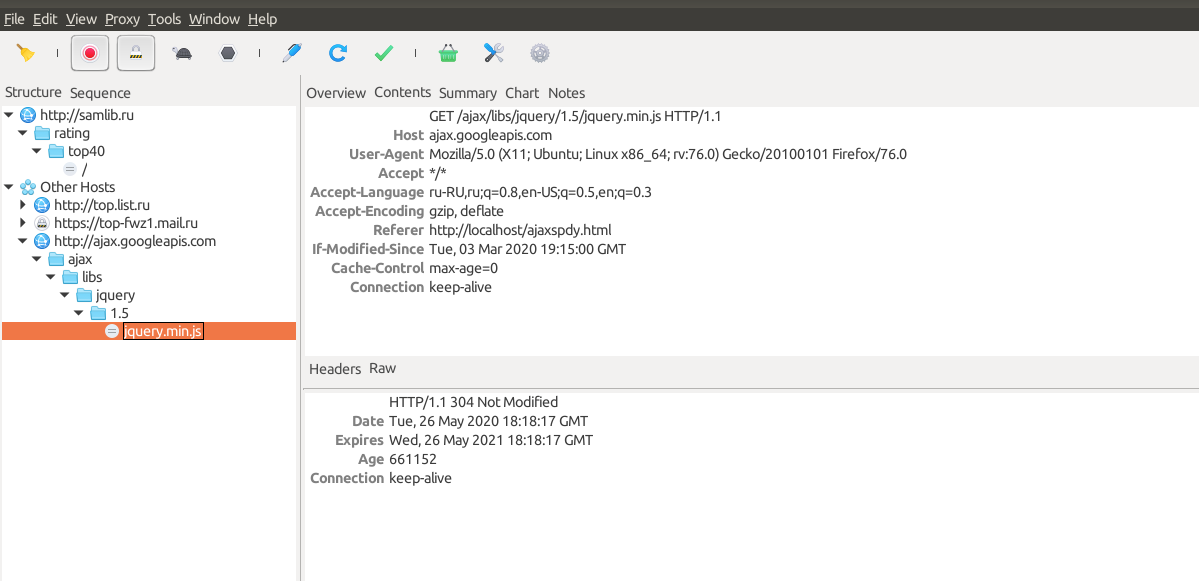 File Edit View Proxy Tools Window Help
Structure Sequence
http://samlib.ru
rating
top40
/
Other Hosts
http://top.list.ru
https://top-fwz1.mail.ru
http://ajax.googleapis.com
ajax
libs
jquery
1.5
jquery.min.js
Overview Contents Summary Chart Notes
GET /ajax/libs/jquery/1.5/jquery.min.js HTTP/1.1
Host ajax.googleapis.com
User-Agent Mozilla/5.0 (X11; Ubuntu; Linux x86_64; rv:76.0) Gecko/20100101 Firefox/76.0
Accept */*
Accept-Language ru-RU,ru;q=0.8,en-US;q=0.5,en;q=0.3
Accept-Encoding gzip, deflate
Referer http://localhost/ajaxspdy.html
If-Modified-Since Tue, 03 Mar 2020 19:15:00 GMT
Cache-Control max-age=0
Connection keep-alive
Headers Raw
HTTP/1.1 304 Not Modified
Date Tue, 26 May 2020 18:18:17 GMT
Expires Wed, 26 May 2021 18:18:17 GMT
Age 661152
Connection keep-alive